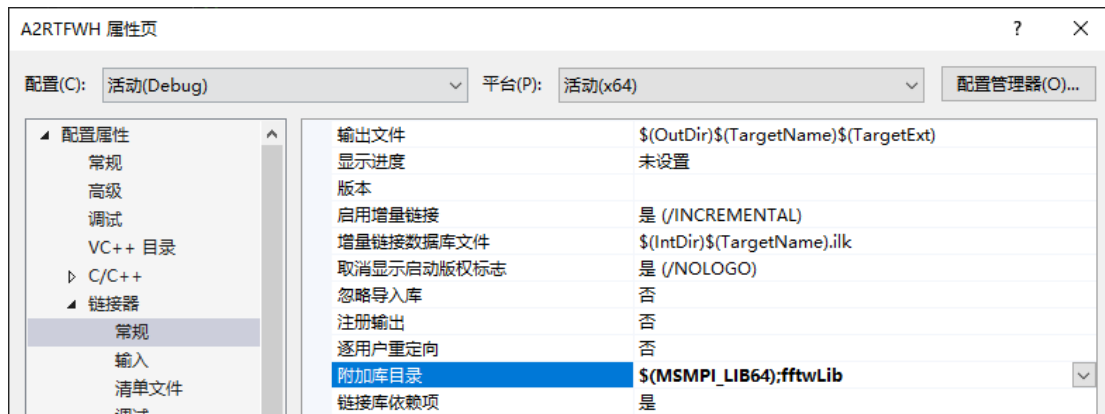 A2RTFWH 属性页
配置(C): 活动(Debug) 平台(P): 活动(x64) 配置管理器(O)...
配置属性
常规
高级
调试
VC++ 目录
C/C++
链接器
常规
输入
清单文件
调试
输出文件 $(OutDir)$(TargetName)$(TargetExt)
显示进度 未设置
版本
启用增量链接 是 (/INCREMENTAL)
增量链接数据库文件 $(IntDir)$(TargetName).ilk
取消显示启动版权标志 是 (/NOLOGO)
忽略导入库 否
注册输出 否
逐用户重定向 否
附加库目录 $(MSMPI_LIB64);fftwLib
链接库依赖项 是